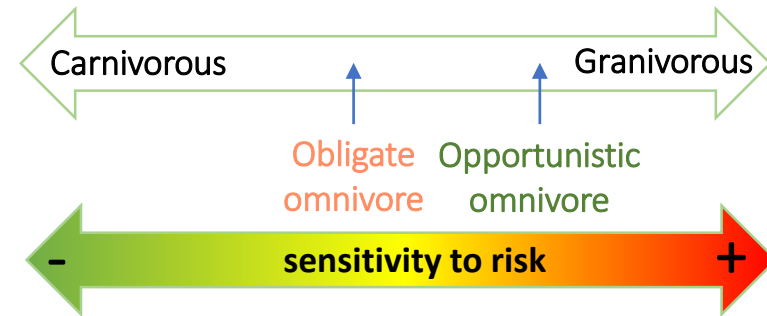 Carnivorous Granivorous
Obligate Opportunistic
omnivore omnivore
- sensitivity to risk +